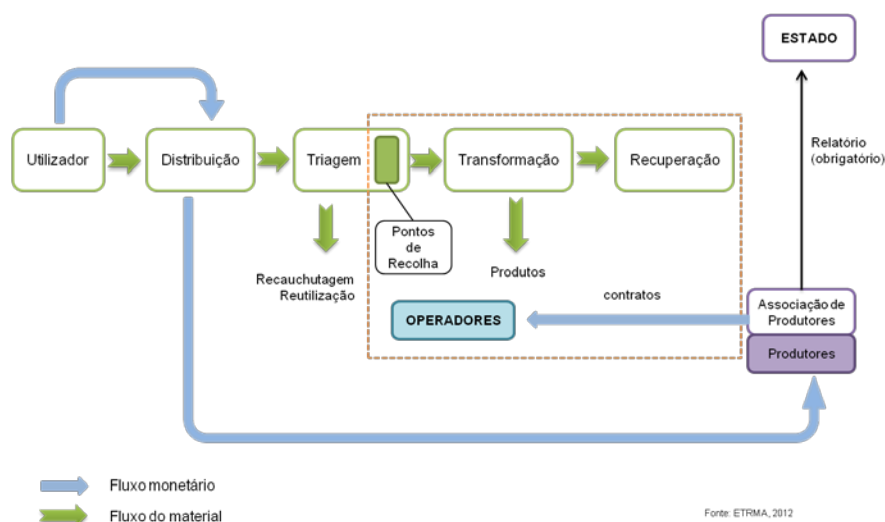 ESTADO
Utilizador
Distribuição
Triagem
Transformação
Recuperação
Relatório
(obrigatório)
Pontos
de
Recolha
Recauchutagem
Reutilização
Produtos
OPERADORES
contratos
Associação de
Produtores
Produtores
Fluxo monetário
Fluxo do material
Fonte: ETRMA, 2012